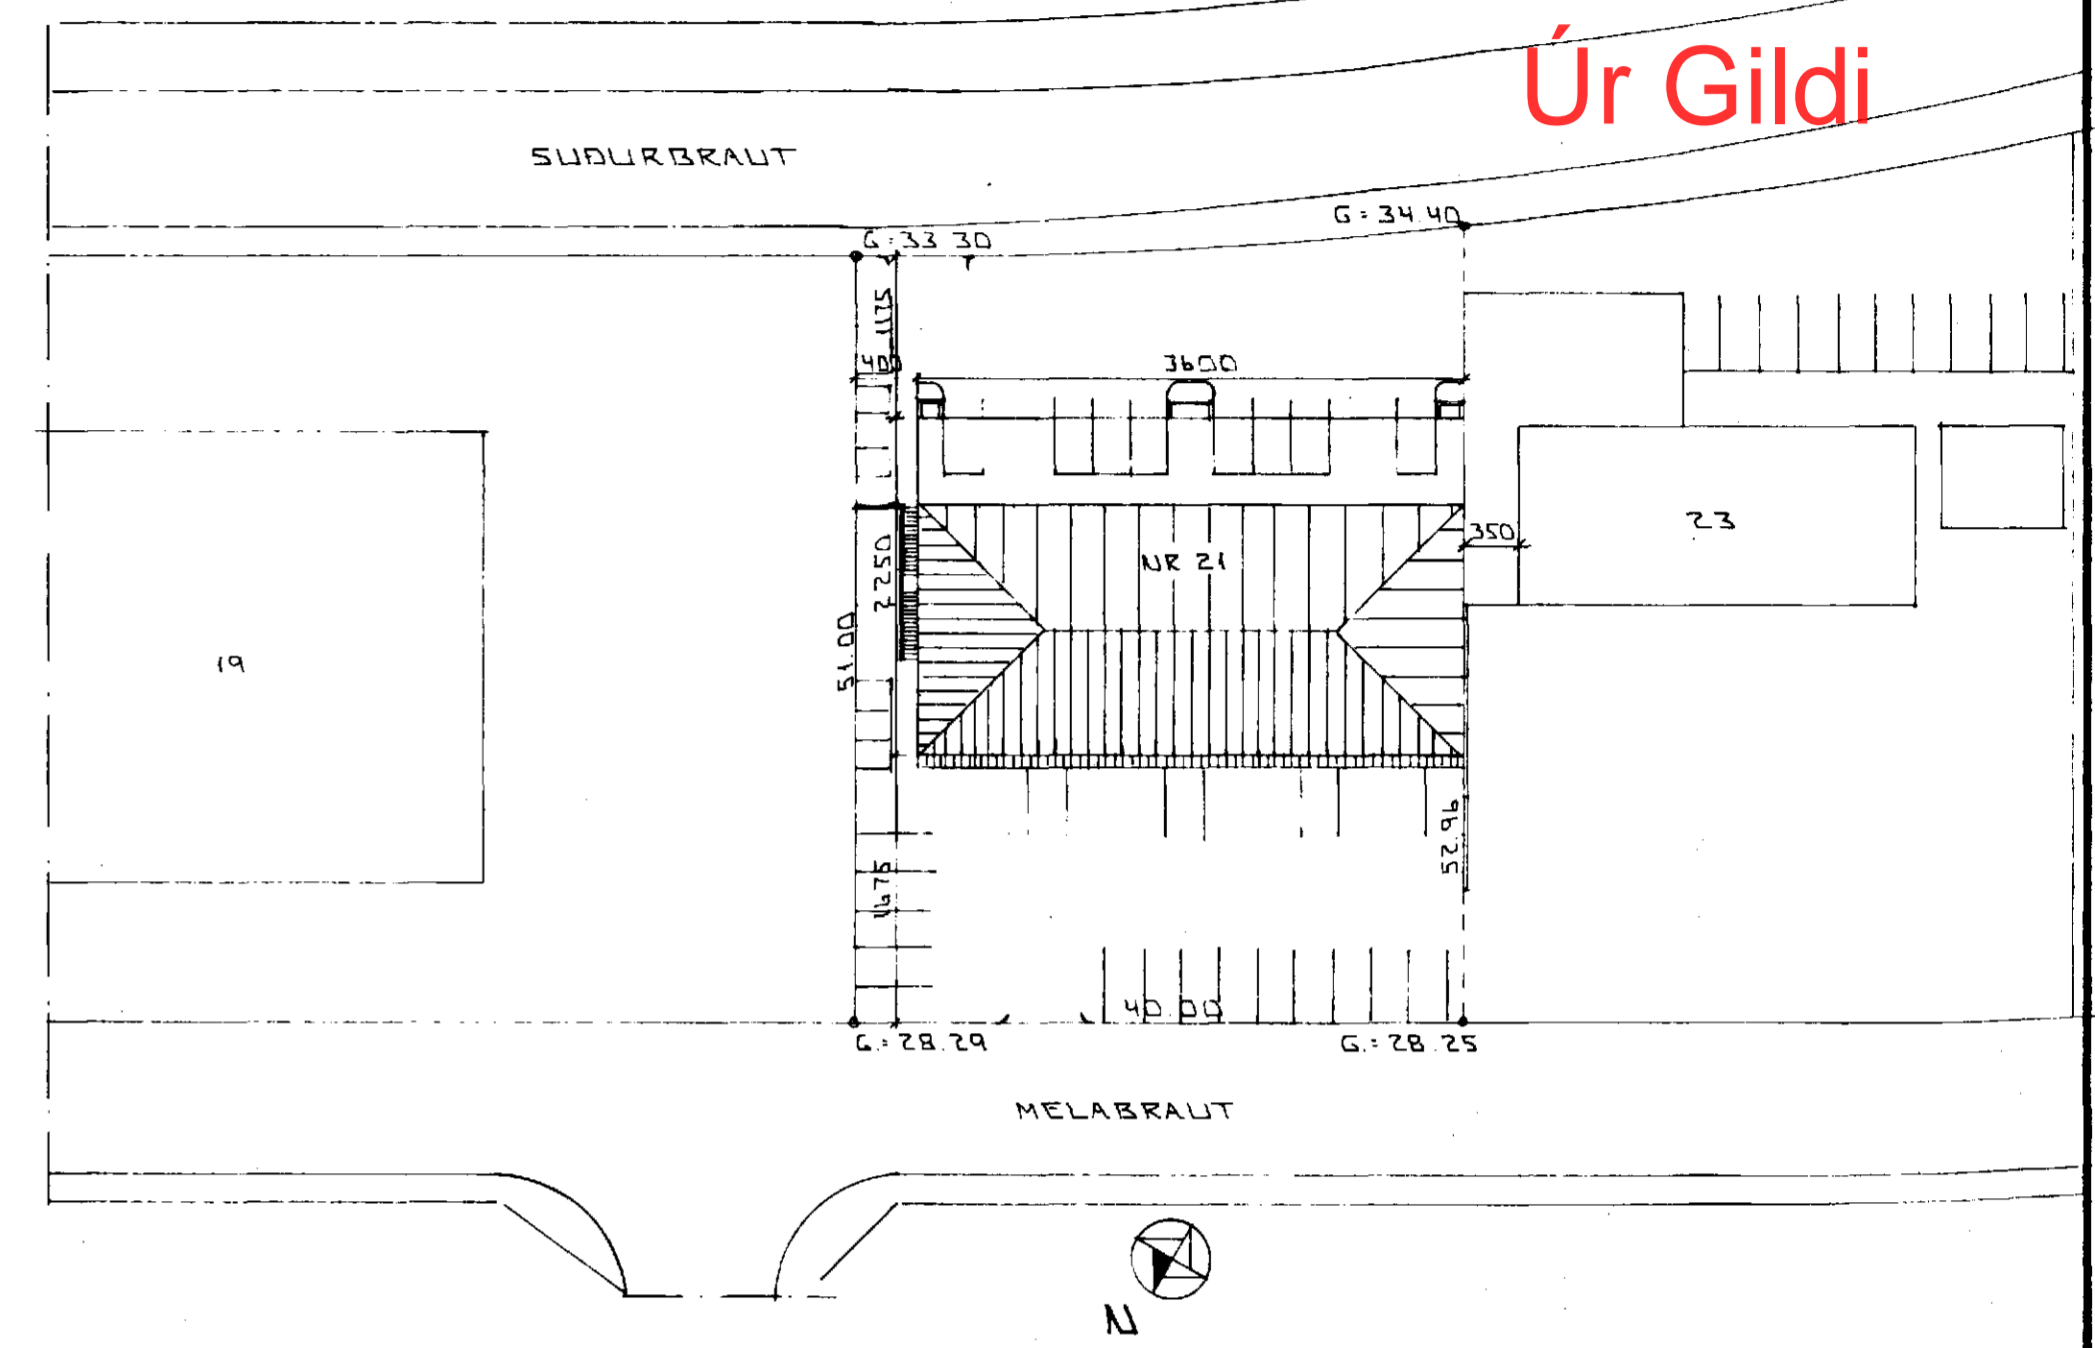 Úr Gildi
SUÐURBRAUT
G: 34.40
G: 33 30
1175
400
3600
NR 21
350
23
2250
51.00
19
52.96
1675
40.00
G.: 28.29
G.: 28.25
MELABRAUT
N